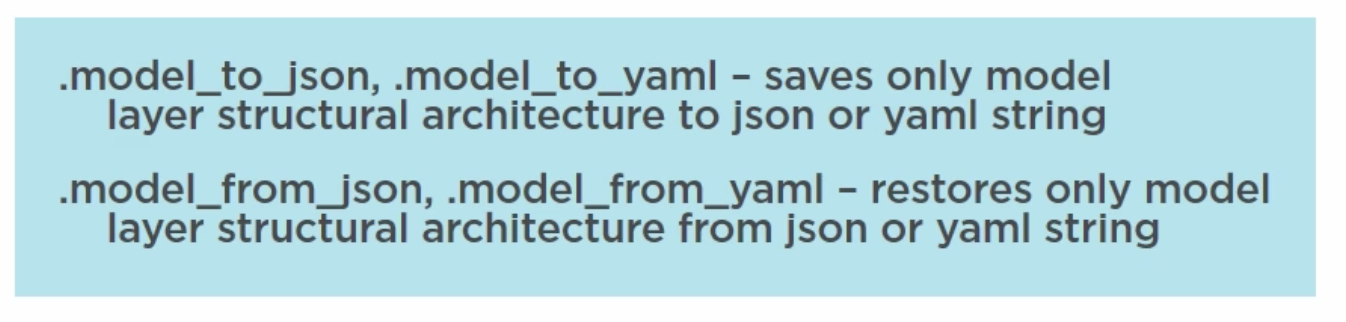 .model_to_json, .model_to_yaml – saves only model
layer structural architecture to json or yaml string
.model_from_json, .model_from_yaml – restores only model
layer structural architecture from json or yaml string